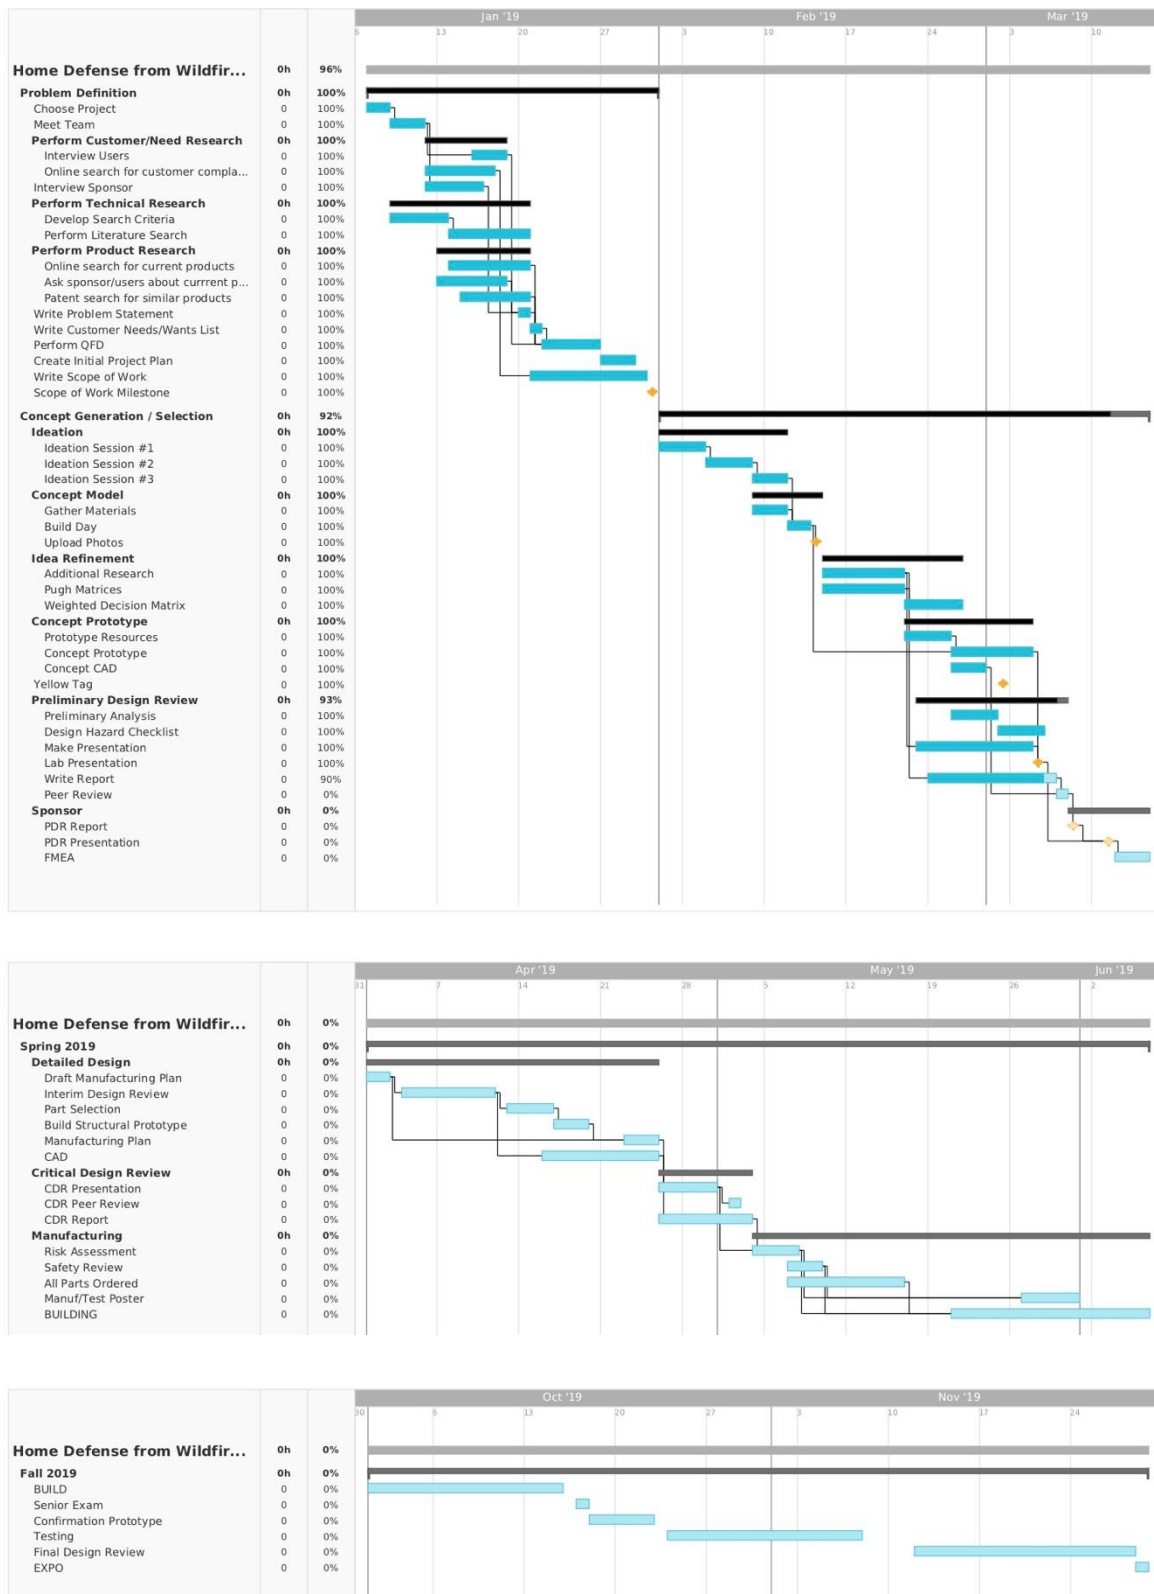 Jan '19 Feb '19 Mar '19
6 13 20 27 3 10 17 24 3 10
Home Defense from Wildfir... 0h 96%
Problem Definition 0h 100%
Choose Project 0 100%
Meet Team 0 100%
Perform Customer/Need Research 0h 100%
Interview Users 0 100%
Online search for customer compla... 0 100%
Interview Sponsor 0 100%
Perform Technical Research 0h 100%
Develop Search Criteria 0 100%
Perform Literature Search 0 100%
Perform Product Research 0h 100%
Online search for current products 0 100%
Ask sponsor/users about currrent p... 0 100%
Patent search for similar products 0 100%
Write Problem Statement 0 100%
Write Customer Needs/Wants List 0 100%
Perform QFD 0 100%
Create Initial Project Plan 0 100%
Write Scope of Work 0 100%
Scope of Work Milestone 0 100%
Concept Generation / Selection 0h 92%
Ideation 0h 100%
Ideation Session #1 0 100%
Ideation Session #2 0 100%
Ideation Session #3 0 100%
Concept Model 0h 100%
Gather Materials 0 100%
Build Day 0 100%
Upload Photos 0 100%
Idea Refinement 0h 100%
Additional Research 0 100%
Pugh Matrices 0 100%
Weighted Decision Matrix 0 100%
Concept Prototype 0h 100%
Prototype Resources 0 100%
Concept Prototype 0 100%
Concept CAD 0 100%
Yellow Tag 0 100%
Preliminary Design Review 0h 93%
Preliminary Analysis 0 100%
Design Hazard Checklist 0 100%
Make Presentation 0 100%
Lab Presentation 0 100%
Write Report 0 90%
Peer Review 0 0%
Sponsor 0h 0%
PDR Report 0 0%
PDR Presentation 0 0%
FMEA 0 0%
Apr '19 May '19 Jun '19
31 7 14 21 28 5 12 19 26 2
Home Defense from Wildfir... 0h 0%
Spring 2019 0h 0%
Detailed Design 0h 0%
Draft Manufacturing Plan 0 0%
Interim Design Review 0 0%
Part Selection 0 0%
Build Structural Prototype 0 0%
Manufacturing Plan 0 0%
CAD 0 0%
Critical Design Review 0h 0%
CDR Presentation 0 0%
CDR Peer Review 0 0%
CDR Report 0 0%
Manufacturing 0h 0%
Risk Assessment 0 0%
Safety Review 0 0%
All Parts Ordered 0 0%
Manuf/Test Poster 0 0%
BUILDING 0 0%
Oct '19 Nov '19
30 6 13 20 27 3 10 17 24
Home Defense from Wildfir... 0h 0%
Fall 2019 0h 0%
BUILD 0 0%
Senior Exam 0 0%
Confirmation Prototype 0 0%
Testing 0 0%
Final Design Review 0 0%
EXPO 0 0%